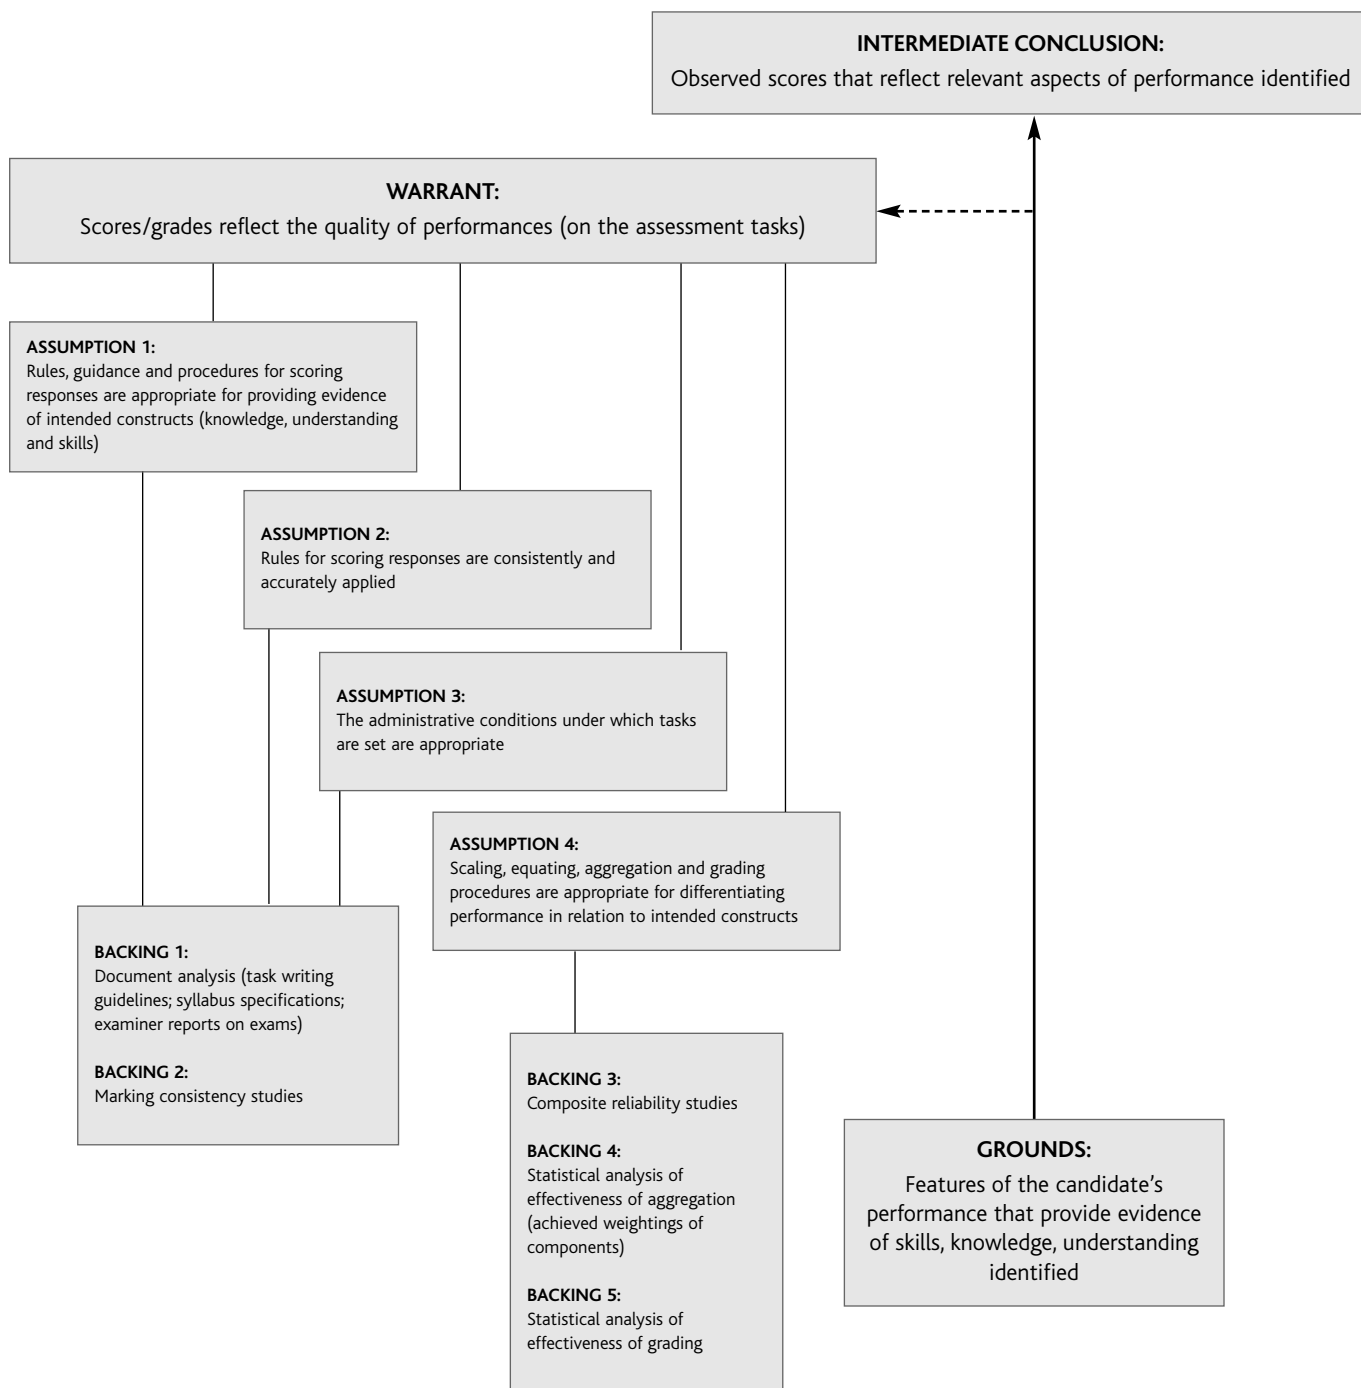 INTERMEDIATE CONCLUSION:
Observed scores that reflect relevant aspects of performance identified
WARRANT:
Scores/grades reflect the quality of performances (on the assessment tasks)
ASSUMPTION 1:
Rules, guidance and procedures for scoring
responses are appropriate for providing evidence
of intended constructs (knowledge, understanding
and skills)
ASSUMPTION 2:
Rules for scoring responses are consistently and
accurately applied
ASSUMPTION 3:
The administrative conditions under which tasks
are set are appropriate
ASSUMPTION 4:
Scaling, equating, aggregation and grading
procedures are appropriate for differentiating
performance in relation to intended constructs
BACKING 1:
Document analysis (task writing
guidelines; syllabus specifications;
examiner reports on exams)
BACKING 2:
Marking consistency studies
BACKING 3:
Composite reliability studies
BACKING 4:
Statistical analysis of
effectiveness of aggregation
(achieved weightings of
components)
BACKING 5:
Statistical analysis of
effectiveness of grading
GROUNDS:
Features of the candidate’s
performance that provide evidence
of skills, knowledge, understanding
identified